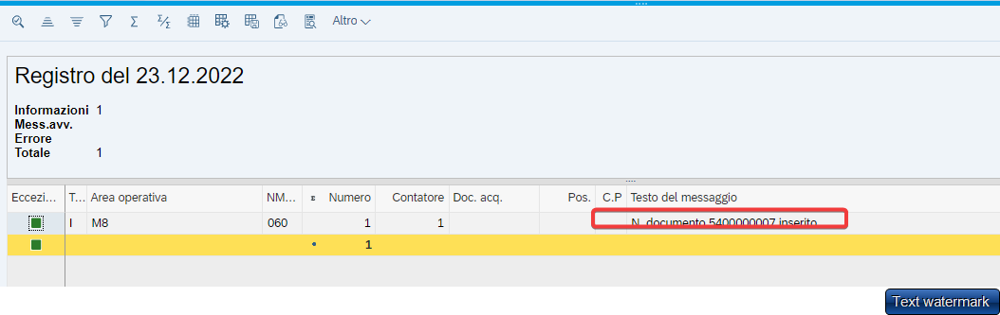 Altro
Registro del 23.12.2022
Informazioni 1
Mess.avv.
Errore
Totale 1
Eccezi... T... Area operativa NM... Σ Numero Contatore Doc. acq. Pos. C.P Testo del messaggio
I M8 060 1 1 N. documento 5400000007 inserito
• 1
Text watermark